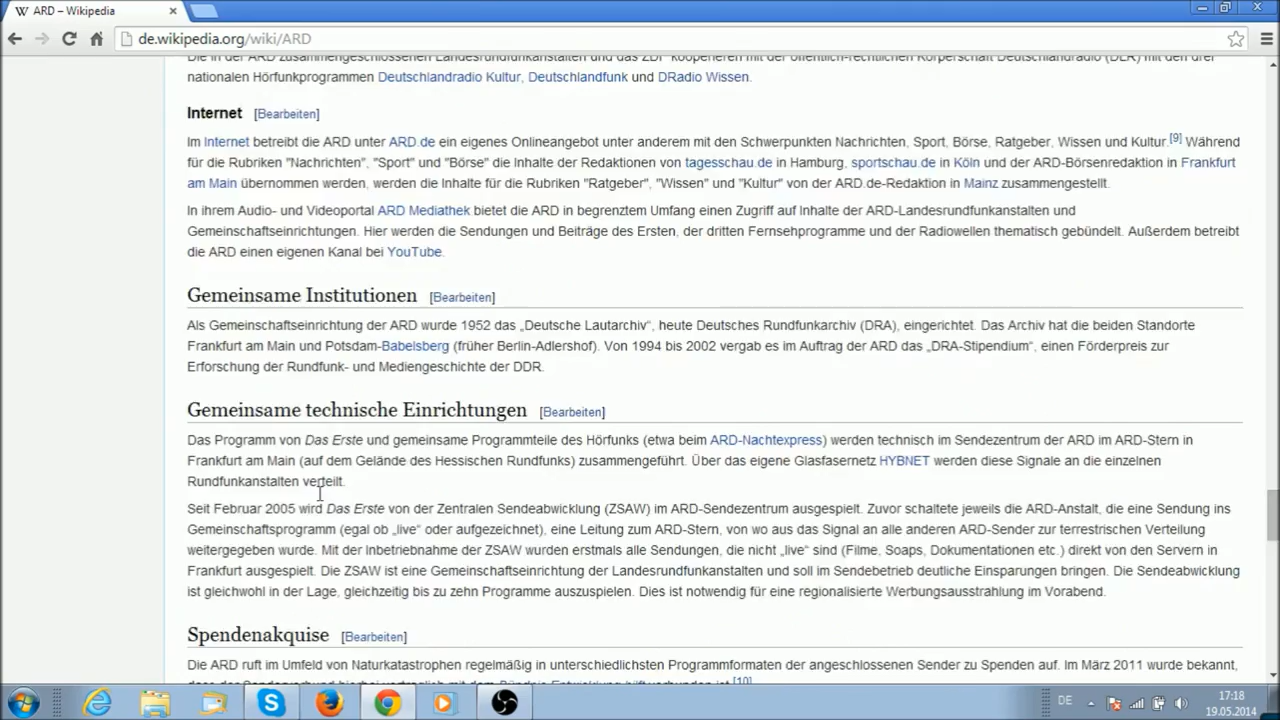 ARD – Wikipedia
de.wikipedia.org/wiki/ARD
Die in der ARD zusammengeschlossenen Landesrundfunkanstalten und das ZDF kooperieren mit der öffentlich-rechtlichen Körperschaft Deutschlandradio (DLR) mit den drei
nationalen Hörfunkprogrammen Deutschlandradio Kultur, Deutschlandfunk und DRadio Wissen.
Internet [Bearbeiten]
Im Internet betreibt die ARD unter ARD.de ein eigenes Onlineangebot unter anderem mit den Schwerpunkten Nachrichten, Sport, Börse, Ratgeber, Wissen und Kultur.[9] Während
für die Rubriken "Nachrichten", "Sport" und "Börse" die Inhalte der Redaktionen von tagesschau.de in Hamburg, sportschau.de in Köln und der ARD-Börsenredaktion in Frankfurt
am Main übernommen werden, werden die Inhalte für die Rubriken "Ratgeber", "Wissen" und "Kultur" von der ARD.de-Redaktion in Mainz zusammengestellt.
In ihrem Audio- und Videoportal ARD Mediathek bietet die ARD in begrenztem Umfang einen Zugriff auf Inhalte der ARD-Landesrundfunkanstalten und
Gemeinschaftseinrichtungen. Hier werden die Sendungen und Beiträge des Ersten, der dritten Fernsehprogramme und der Radiowellen thematisch gebündelt. Außerdem betreibt
die ARD einen eigenen Kanal bei YouTube.
Gemeinsame Institutionen [Bearbeiten]
Als Gemeinschaftseinrichtung der ARD wurde 1952 das „Deutsche Lautarchiv“, heute Deutsches Rundfunkarchiv (DRA), eingerichtet. Das Archiv hat die beiden Standorte
Frankfurt am Main und Potsdam-Babelsberg (früher Berlin-Adlershof). Von 1994 bis 2002 vergab es im Auftrag der ARD das „DRA-Stipendium“, einen Förderpreis zur
Erforschung der Rundfunk- und Mediengeschichte der DDR.
Gemeinsame technische Einrichtungen [Bearbeiten]
Das Programm von Das Erste und gemeinsame Programmteile des Hörfunks (etwa beim ARD-Nachtexpress) werden technisch im Sendezentrum der ARD im ARD-Stern in
Frankfurt am Main (auf dem Gelände des Hessischen Rundfunks) zusammengeführt. Über das eigene Glasfasernetz HYBNET werden diese Signale an die einzelnen
Rundfunkanstalten verteilt.
Seit Februar 2005 wird Das Erste von der Zentralen Sendeabwicklung (ZSAW) im ARD-Sendezentrum ausgespielt. Zuvor schaltete jeweils die ARD-Anstalt, die eine Sendung ins
Gemeinschaftsprogramm (egal ob „live“ oder aufgezeichnet), eine Leitung zum ARD-Stern, von wo aus das Signal an alle anderen ARD-Sender zur terrestrischen Verteilung
weitergegeben wurde. Mit der Inbetriebnahme der ZSAW wurden erstmals alle Sendungen, die nicht „live“ sind (Filme, Soaps, Dokumentationen etc.) direkt von den Servern in
Frankfurt ausgespielt. Die ZSAW ist eine Gemeinschaftseinrichtung der Landesrundfunkanstalten und soll im Sendebetrieb deutliche Einsparungen bringen. Die Sendeabwicklung
ist gleichwohl in der Lage, gleichzeitig bis zu zehn Programme auszuspielen. Dies ist notwendig für eine regionalisierte Werbungsausstrahlung im Vorabend.
Spendenakquise [Bearbeiten]
Die ARD ruft im Umfeld von Naturkatastrophen regelmäßig in unterschiedlichsten Programmformaten der angeschlossenen Sender zu Spenden auf. Im März 2011 wurde bekannt,
dass der Senderverbund hierbei vertraglich mit dem Bündnis Entwicklung hilft verbunden ist.[10]
DE
17:18
19.05.2014